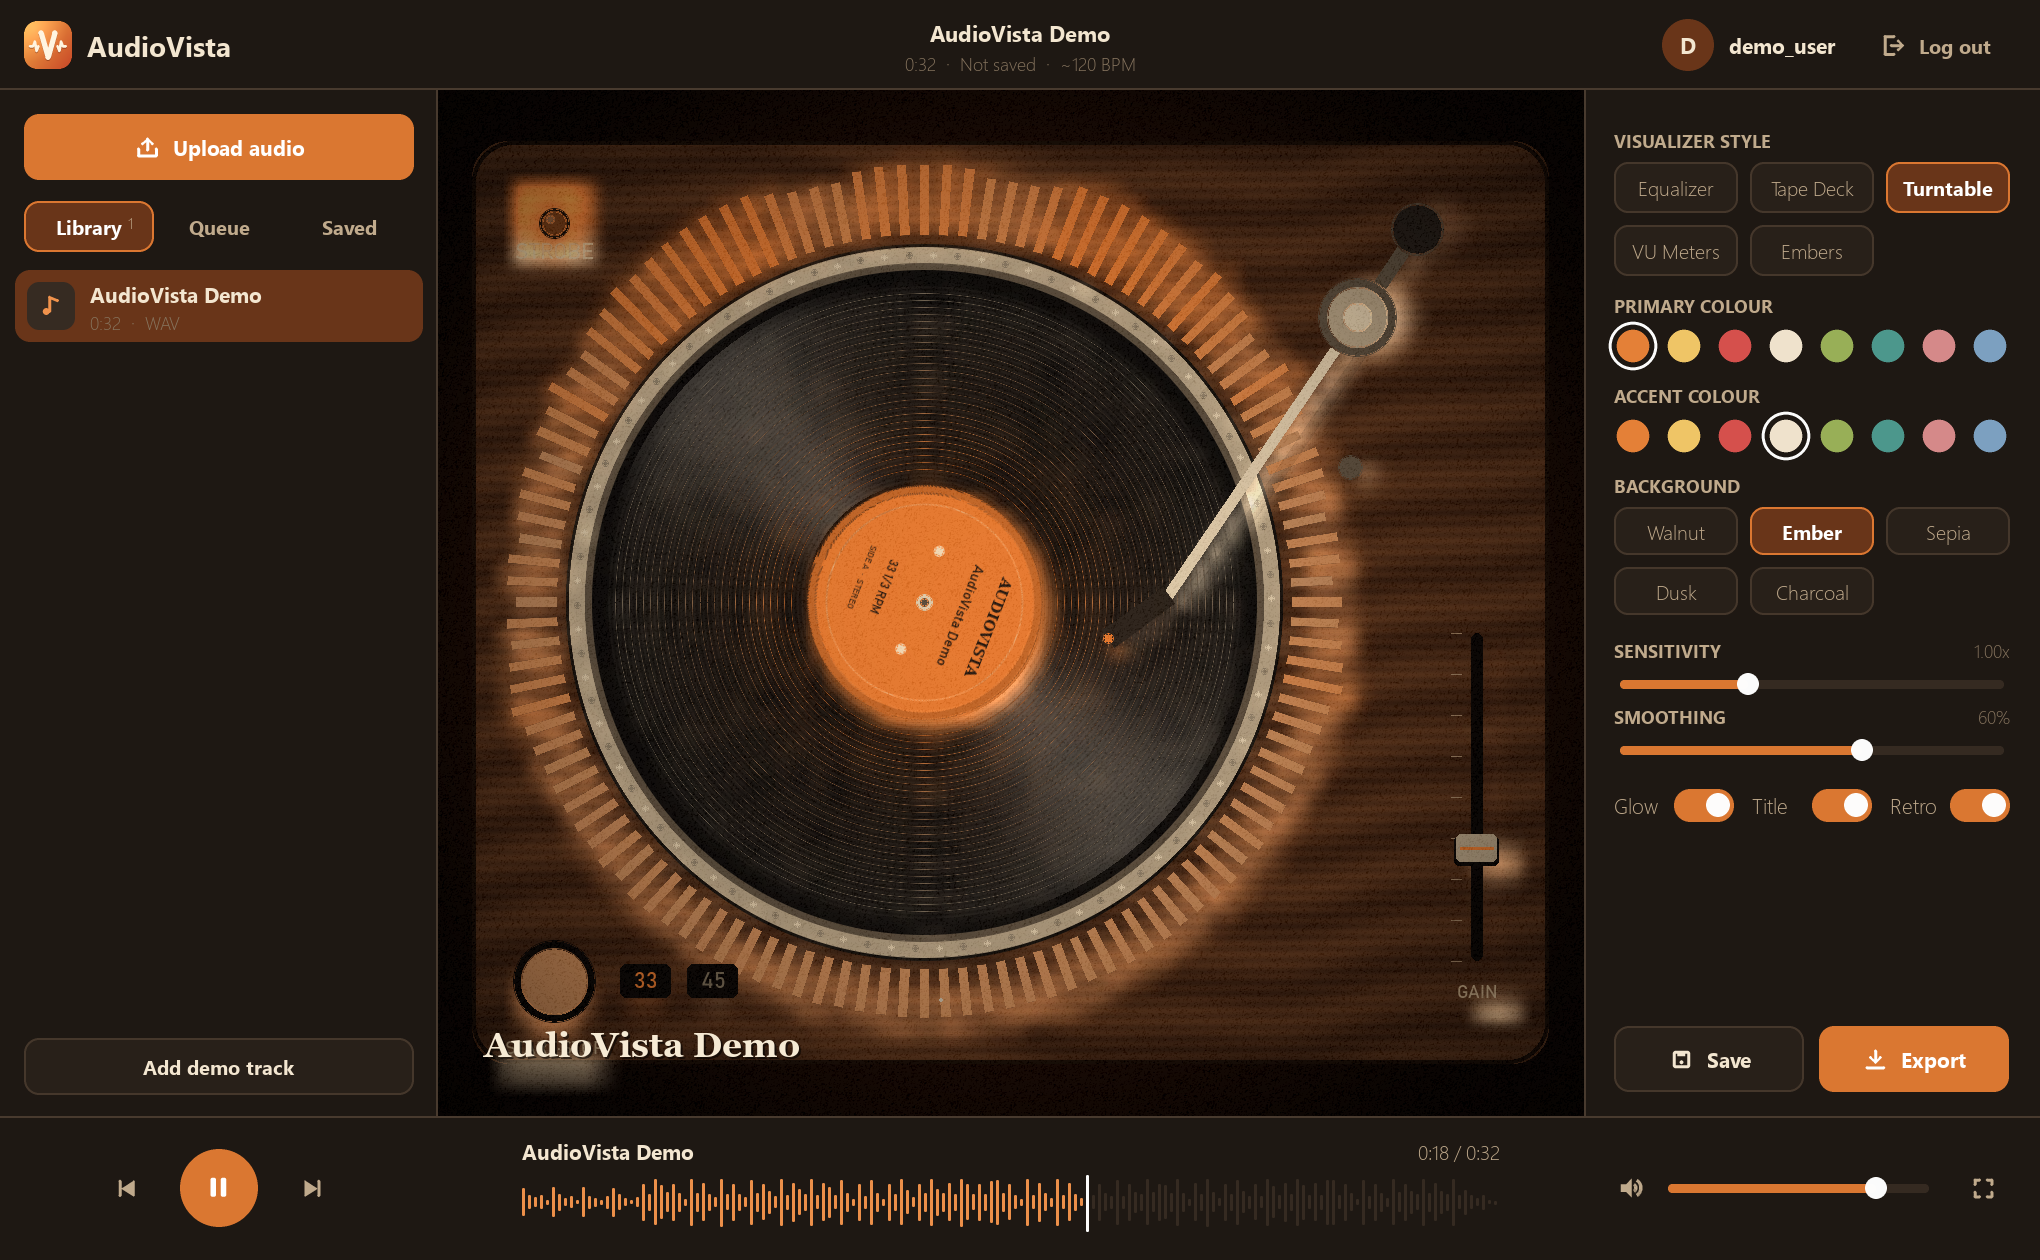 AudioVista
AudioVista Demo
0:32 · Not saved · ~120 BPM
D
demo_user
Log out
Upload audio
Library 1
Queue
Saved
AudioVista Demo
0:32 · WAV
Add demo track
AUDIOVISTA
AudioVista Demo
33 1/3 RPM
SIDE A STEREO
33
45
GAIN
AudioVista Demo
VISUALIZER STYLE
Equalizer
Tape Deck
Turntable
VU Meters
Embers
PRIMARY COLOUR
ACCENT COLOUR
BACKGROUND
Walnut
Ember
Sepia
Dusk
Charcoal
SENSITIVITY
1.00x
SMOOTHING
60%
Glow
Title
Retro
Save
Export
AudioVista Demo
0:18 / 0:32